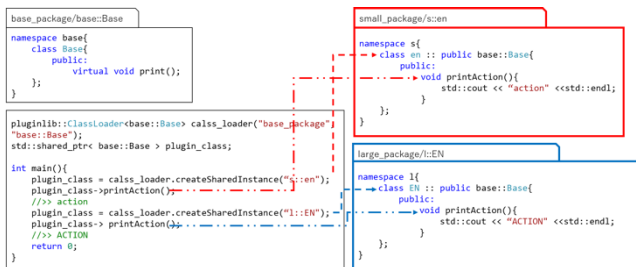 base_package/base::Base
namespace base{
class Base{
public:
virtual void print();
};
}
pluginlib::ClassLoader<base::Base> calss_loader("base_package",
"base::Base");
std::shared_ptr< base::Base > plugin_class;
int main(){
plugin_class = calss_loader.createSharedInstance(“s::en”);
plugin_class->printAction();
//>> action
plugin_class = calss_loader.createSharedInstance(“l::EN”);
plugin_class-> printAction();
//>> ACTION
return 0;
}
small_package/s::en
namespace s{
class en :: public base::Base{
public:
void printAction(){
std::cout << “action” <<std::endl;
}
};
}
large_package/l::EN
namespace l{
class EN :: public base::Base{
public:
void printAction(){
std::cout << “ACTION” <<std::endl;
}
};
}